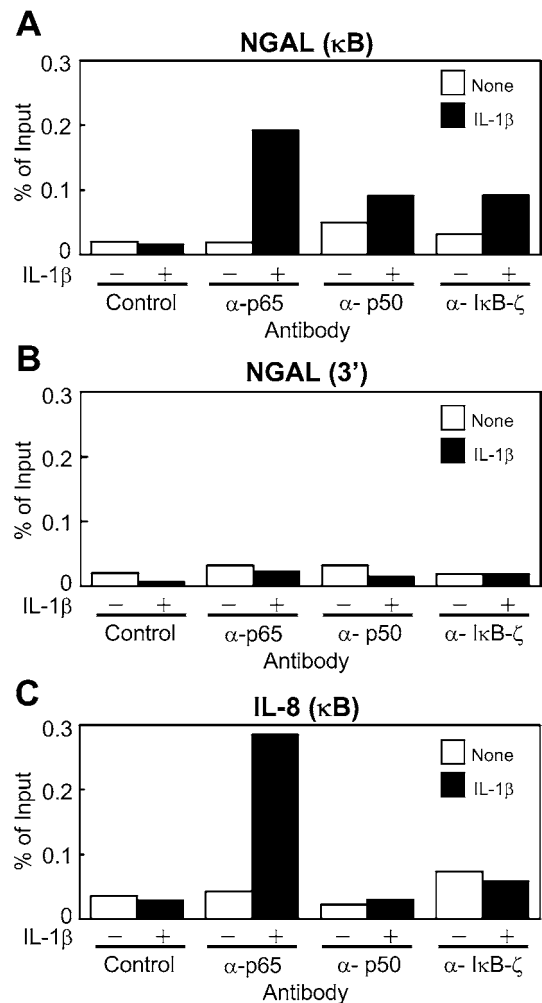 A
NGAL (κB)
0.3
0.2
0.1
0
% of Input
None
IL-1β
IL-1β − + − + − + − +
Control α-p65 α- p50 α- IκB-ζ
Antibody
B
NGAL (3’)
0.3
0.2
0.1
0
% of Input
None
IL-1β
IL-1β − + − + − + − +
Control α-p65 α- p50 α- IκB-ζ
Antibody
C
IL-8 (κB)
0.3
0.2
0.1
0
% of Input
None
IL-1β
IL-1β − + − + − + − +
Control α-p65 α- p50 α- IκB-ζ
Antibody